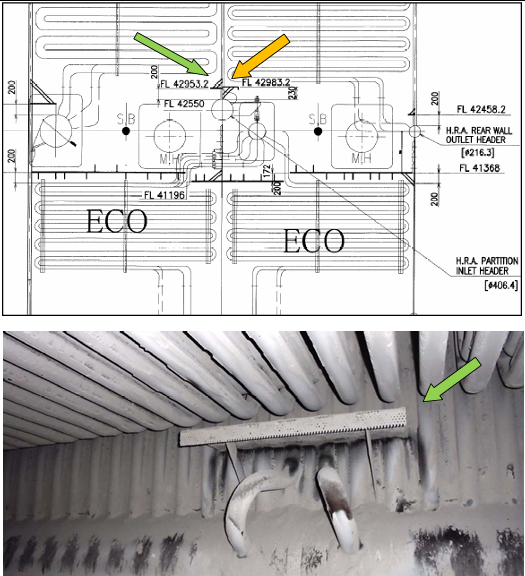 200
FL 42953.2
FL 42983.2
230
200
FL 42550
200
FL 42458.2
S B
S B
H.R.A. REAR WALL
OUTLET HEADER
M H
M H
[ø216.3]
200
172
FL 41368
200
FL 41196
200
ECO
ECO
H.R.A. PARTITION
INLET HEADER
[ø406.4]